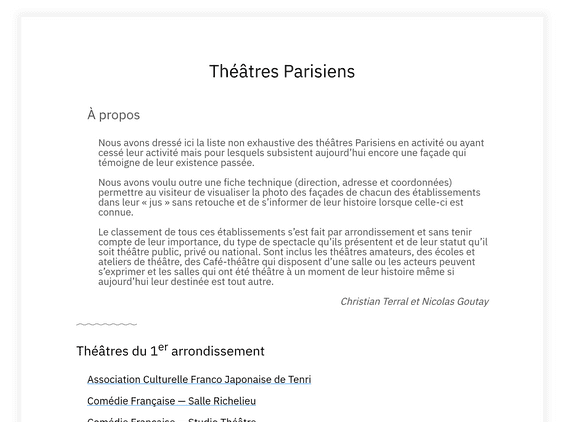 Théâtres Parisiens
À propos
Nous avons dressé ici la liste non exhaustive des théâtres Parisiens en activité ou ayant
cessé leur activité mais pour lesquels subsistent aujourd'hui encore une façade qui
témoigne de leur existence passée.
Nous avons voulu outre une fiche technique (direction, adresse et coordonnées)
permettre au visiteur de visualiser la photo des façades de chacun des établissements
dans leur « jus » sans retouche et de s'informer de leur histoire lorsque celle-ci est
connue.
Le classement de tous ces établissements s'est fait par arrondissement et sans tenir
compte de leur importance, du type de spectacle qu'ils présentent et de leur statut qu'il
soit théâtre public, privé ou national. Sont inclus les théâtres amateurs, des écoles et
ateliers de théâtre, des Café-théâtre qui disposent d'une salle ou les acteurs peuvent
s'exprimer et les salles qui ont été théâtre à un moment de leur histoire même si
aujourd'hui leur destinée est tout autre.
Christian Terral et Nicolas Goutay
Théâtres du 1er arrondissement
Association Culturelle Franco Japonaise de Tenri
Comédie Française — Salle Richelieu
Comédie Française — Studio Théâtre